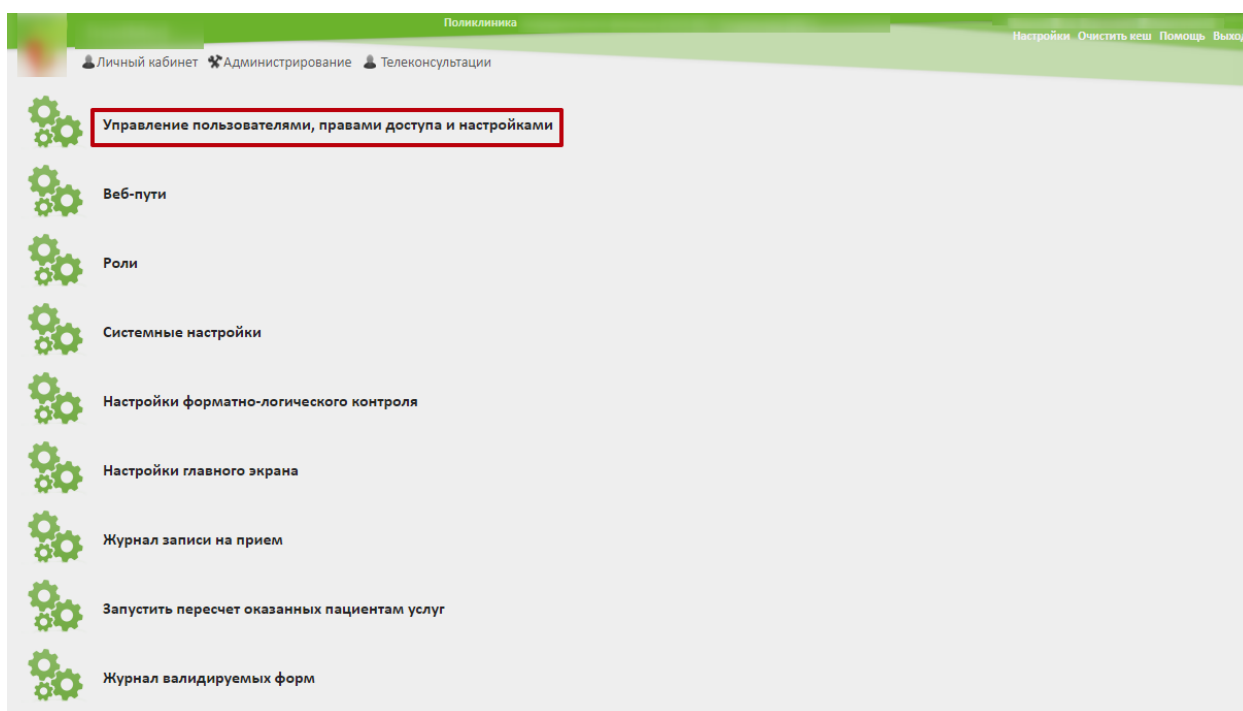 Поликлиника
Настройки Очистить кеш Помощь Выход
Личный кабинет Администрирование Телеконсультации
Управление пользователями, правами доступа и настройками
Веб-пути
Роли
Системные настройки
Настройки форматно-логического контроля
Настройки главного экрана
Журнал записи на прием
Запустить пересчет оказанных пациентам услуг
Журнал валидируемых форм